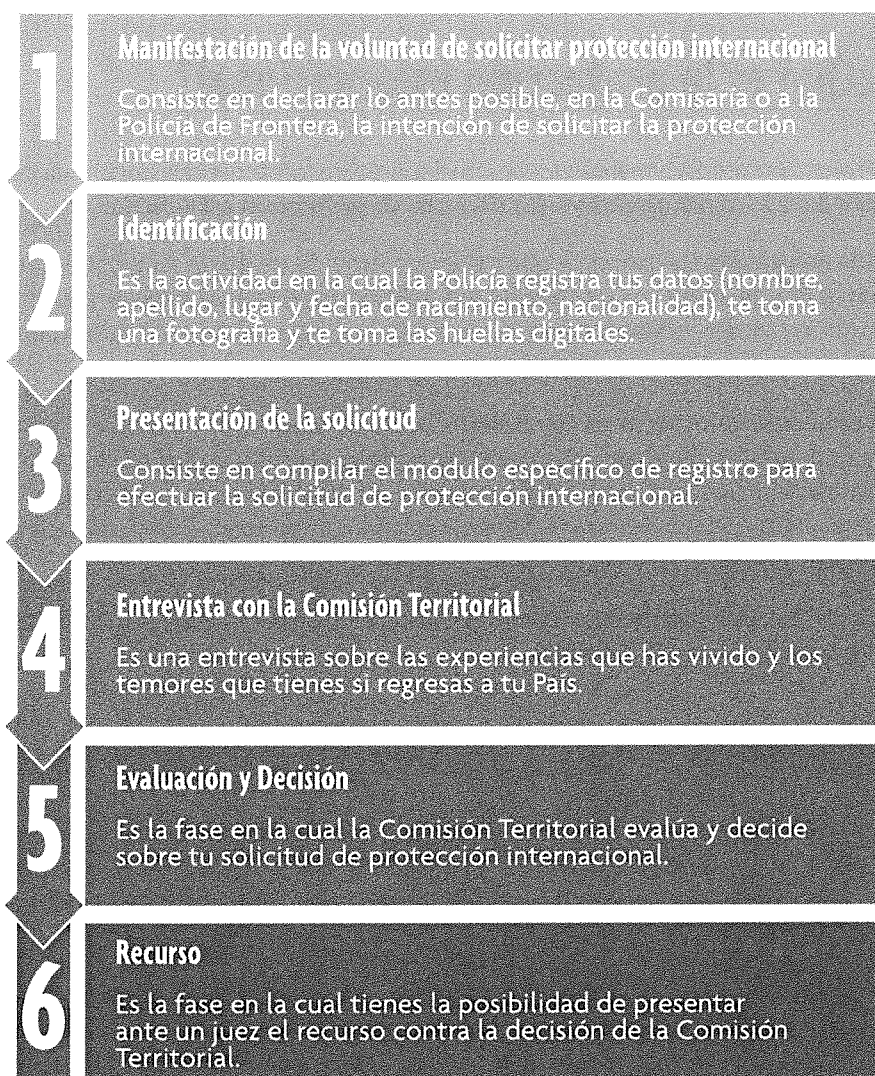 1
Manifestación de la voluntad de solicitar protección internacional
Consiste en declarar lo antes posible, en la Comisaría o a la
Policía de Frontera, la intención de solicitar la protección
internacional.
2
Identificación
Es la actividad en la cual la Policía registra tus datos (nombre,
apellido, lugar y fecha de nacimiento, nacionalidad), te toma
una fotografía y te toma las huellas digitales.
3
Presentación de la solicitud
Consiste en compilar el módulo específico de registro para
efectuar la solicitud de protección internacional.
4
Entrevista con la Comisión Territorial
Es una entrevista sobre las experiencias que has vivido y los
temores que tienes si regresas a tu País.
5
Evaluación y Decisión
Es la fase en la cual la Comisión Territorial evalúa y decide
sobre tu solicitud de protección internacional.
6
Recurso
Es la fase en la cual tienes la posibilidad de presentar
ante un juez el recurso contra la decisión de la Comisión
Territorial.